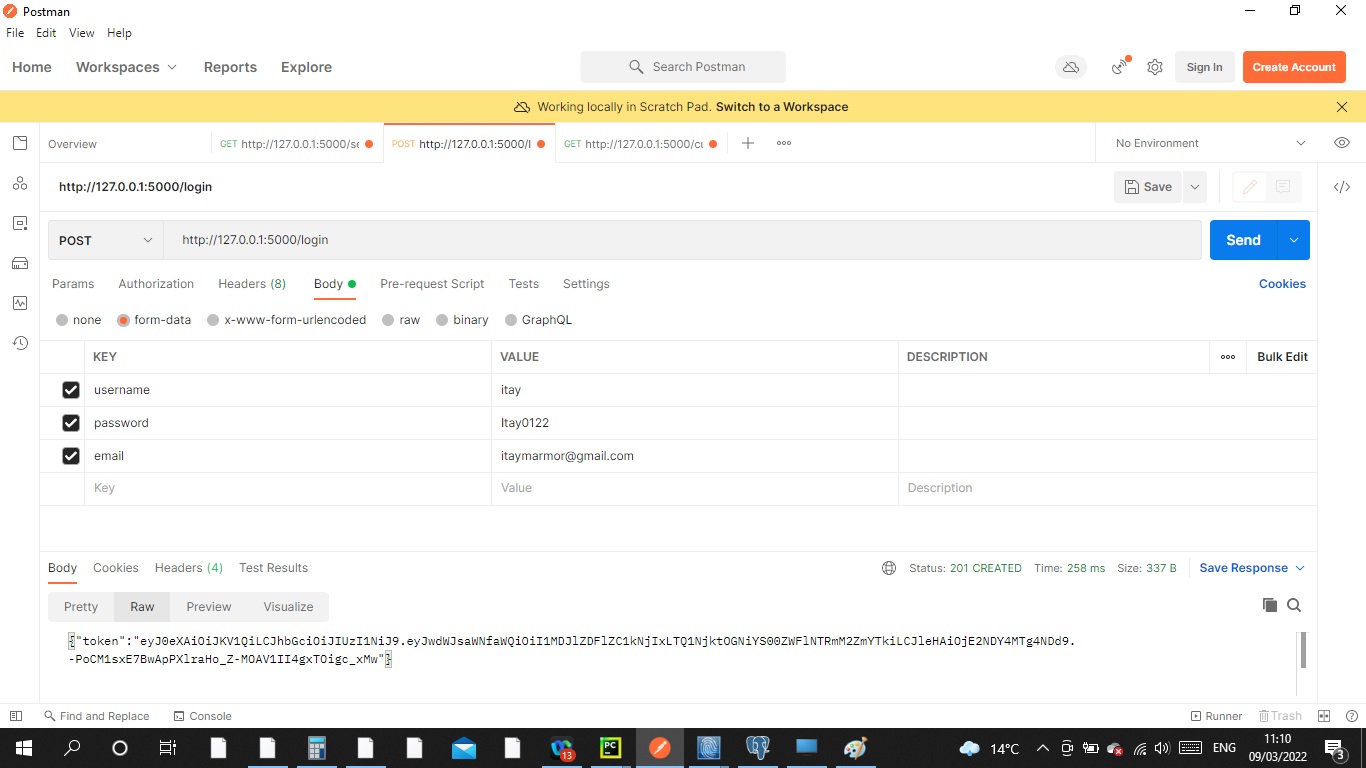 Postman
File Edit View Help
Home Workspaces Reports Explore Search Postman Sign In Create Account
Working locally in Scratch Pad. Switch to a Workspace
Overview GET http://127.0.0.1:5000/se POST http://127.0.0.1:5000/l GET http://127.0.0.1:5000/cu No Environment
http://127.0.0.1:5000/login Save
POST http://127.0.0.1:5000/login Send
Params Authorization Headers (8) Body Pre-request Script Tests Settings Cookies
none form-data x-www-form-urlencoded raw binary GraphQL
KEY VALUE DESCRIPTION Bulk Edit
username itay
password Itay0122
email itaymarmor@gmail.com
Key Value Description
Body Cookies Headers (4) Test Results Status: 201 CREATED Time: 258 ms Size: 337 B Save Response
Pretty Raw Preview Visualize
{"token":"eyJ0eXAiOiJKV1QiLCJhbGciOiJIUzI1NiJ9.eyJwdWJsaWNfaWQiOiI1MDJlZDFlZC1kNjIxLTQ1NjktOGNiYS00ZWFlNTRmM2ZmYTkiLCJleHAiOjE2NDY4MTg4NDd9.
-PoCM1sxE7BwApPXlraHo_Z-MOAV1II4gxTOigc_xMw"}
Find and Replace Console Runner Trash
13 PC 14°C ENG 11:10
09/03/2022 3